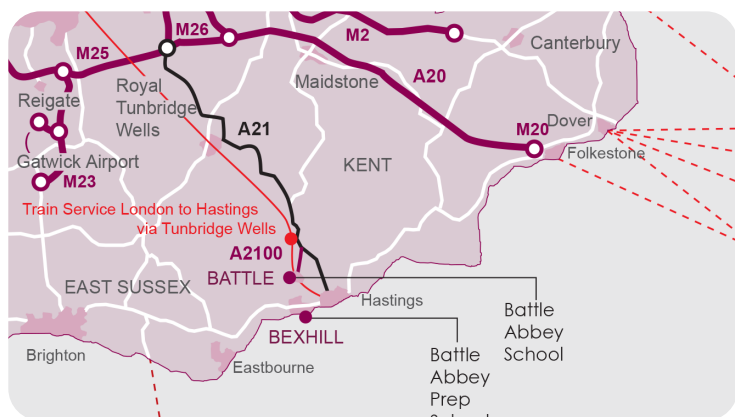 M26
M2
Canterbury
M25
Maidstone
A20
Reigate
Royal
Tunbridge
Wells
A21
M20
Dover
Folkestone
Gatwick Airport
M23
KENT
Train Service London to Hastings
via Tunbridge Wells
A2100
BATTLE
EAST SUSSEX
Hastings
Battle
Abbey
School
BEXHILL
Brighton
Eastbourne
Battle
Abbey
Prep